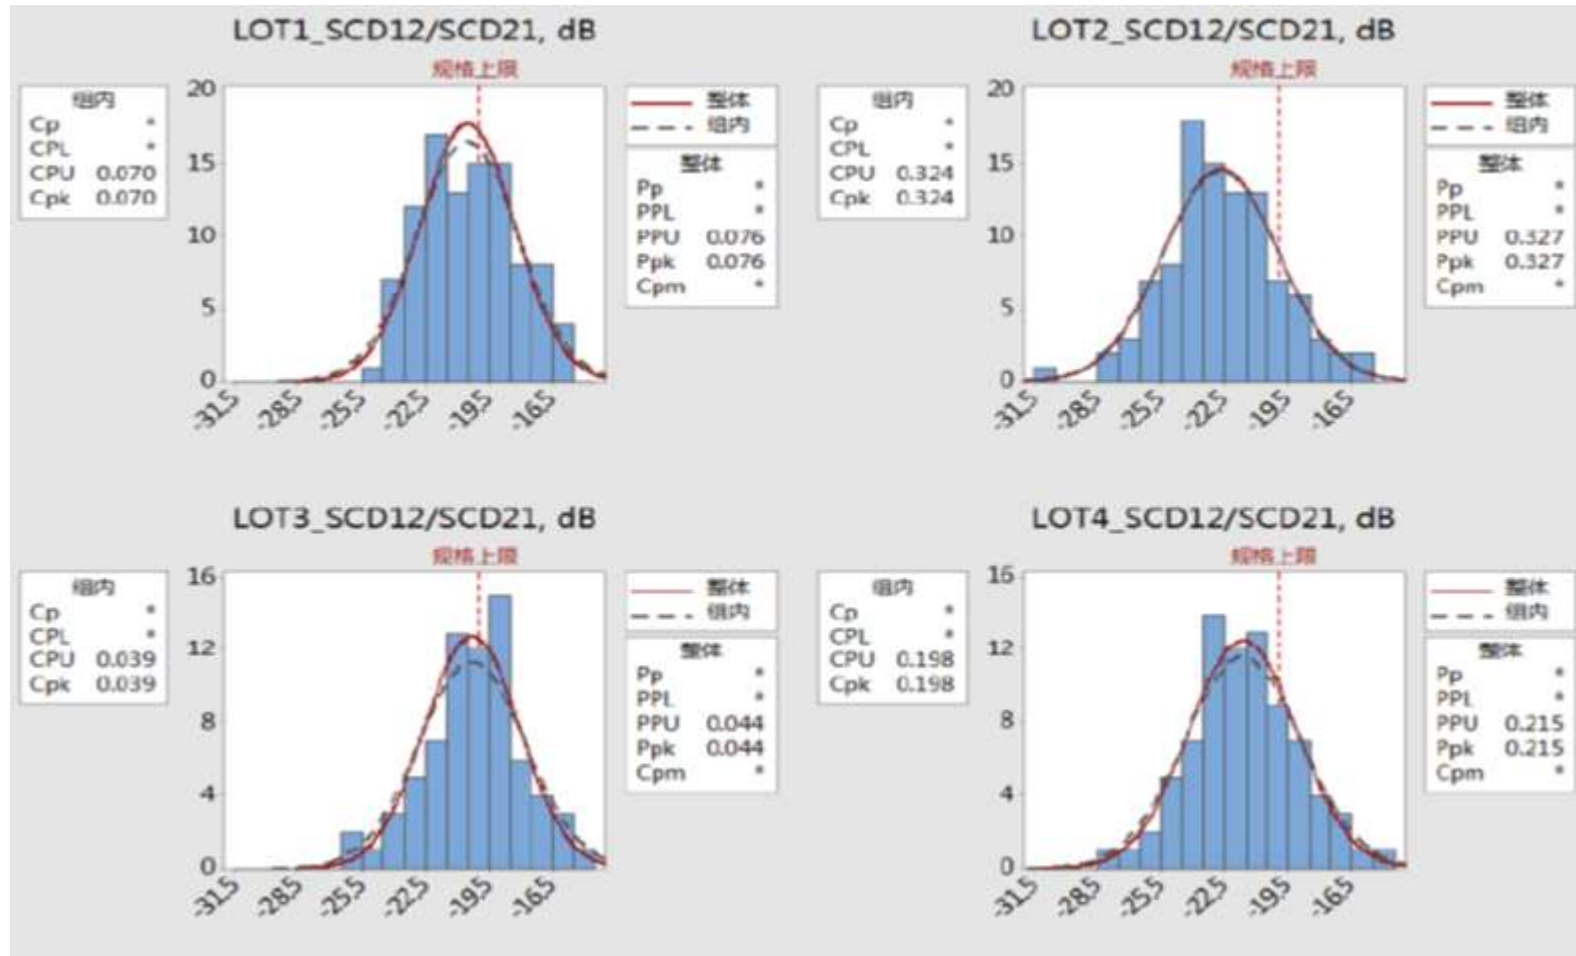 LOT1_SCD12/SCD21, dB
规格上限
组内
Cp *
CPL *
CPU 0.070
Cpk 0.070
20
15
10
5
0
-31.5 -28.5 -25.5 -22.5 -19.5 -16.5
整体
组内
整体
Pp *
PPL *
PPU 0.076
Ppk 0.076
Cpm *
LOT2_SCD12/SCD21, dB
规格上限
组内
Cp *
CPL *
CPU 0.324
Cpk 0.324
20
15
10
5
0
-31.5 -28.5 -25.5 -22.5 -19.5 -16.5
整体
组内
整体
Pp *
PPL *
PPU 0.327
Ppk 0.327
Cpm *
LOT3_SCD12/SCD21, dB
规格上限
组内
Cp *
CPL *
CPU 0.039
Cpk 0.039
16
12
8
4
0
-31.5 -28.5 -25.5 -22.5 -19.5 -16.5
整体
组内
整体
Pp *
PPL *
PPU 0.044
Ppk 0.044
Cpm *
LOT4_SCD12/SCD21, dB
规格上限
组内
Cp *
CPL *
CPU 0.198
Cpk 0.198
16
12
8
4
0
-31.5 -28.5 -25.5 -22.5 -19.5 -16.5
整体
组内
整体
Pp *
PPL *
PPU 0.215
Ppk 0.215
Cpm *